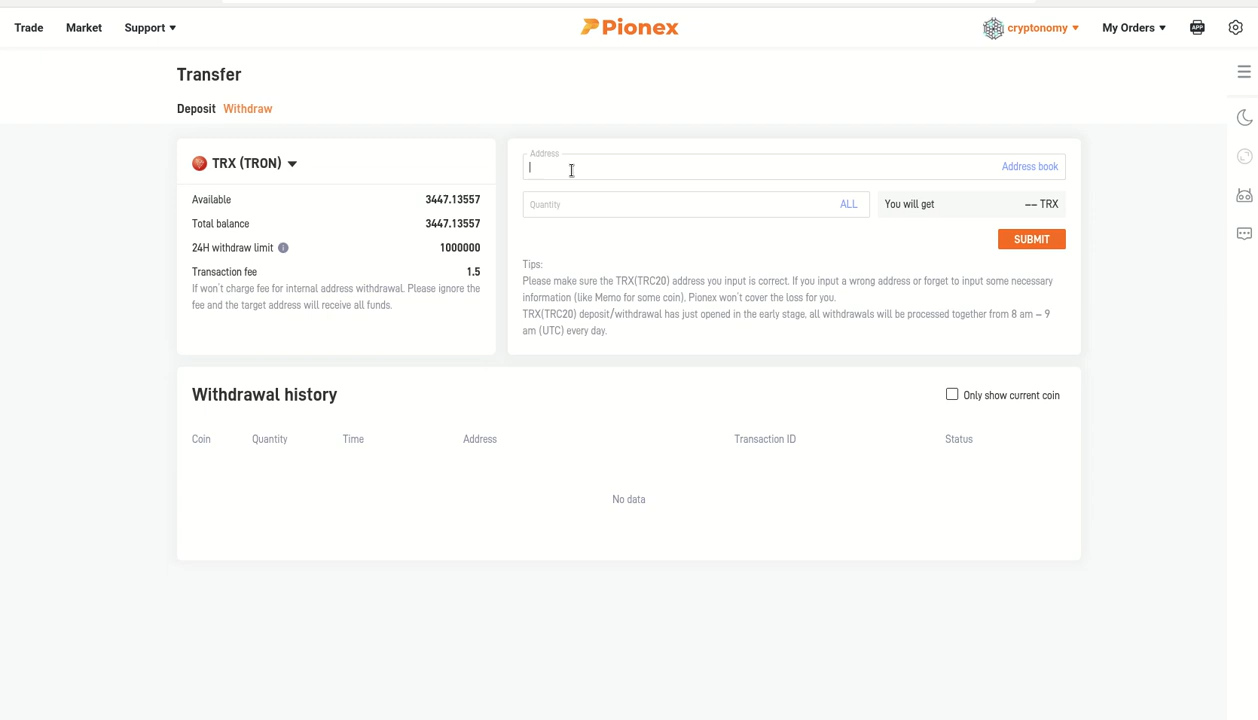 Trade Market Support Pionex cryptonomy My Orders APP
Transfer
Deposit Withdraw
TRX (TRON)
Available 3447.13557
Total balance 3447.13557
24H withdraw limit i 1000000
Transaction fee 1.5
If won't charge fee for internal address withdrawal. Please ignore the
fee and the target address will receive all funds.
Address
Address book
Quantity ALL You will get –– TRX
SUBMIT
Tips:
Please make sure the TRX(TRC20) address you input is correct. If you input a wrong address or forget to input some necessary
information (like Memo for some coin), Pionex won't cover the loss for you.
TRX(TRC20) deposit/withdrawal has just opened in the early stage, all withdrawals will be processed together from 8 am – 9
am (UTC) every day.
Withdrawal history
Only show current coin
Coin Quantity Time Address Transaction ID Status
No data